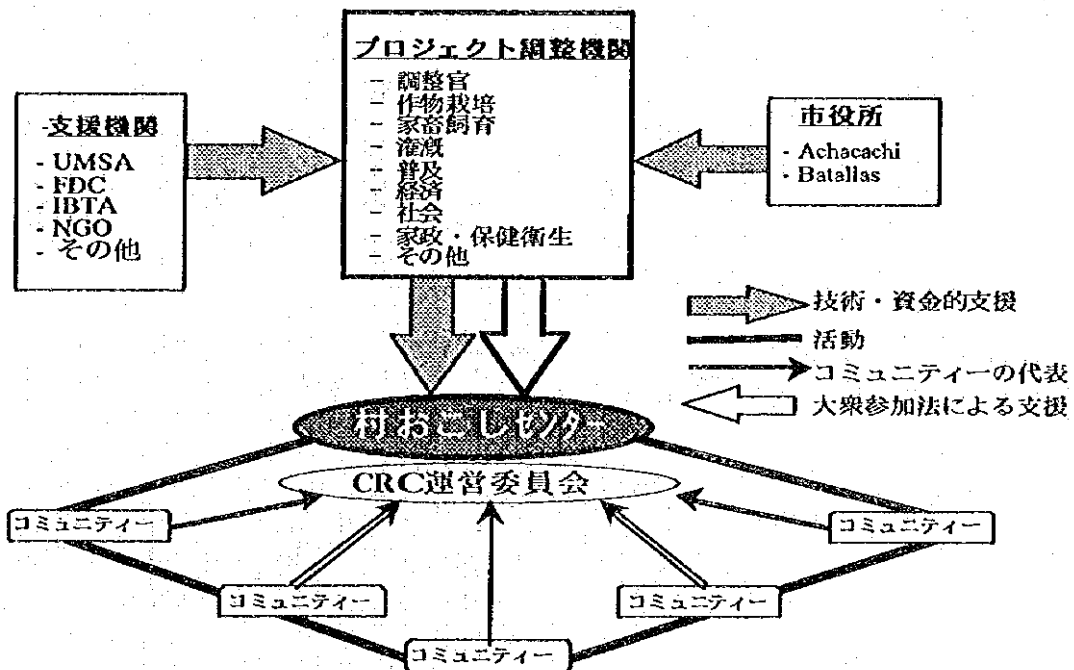 プロジェクト調整機関
- 調整官
- 作物栽培
- 家畜飼育
- 灌漑
- 普及
- 経済
- 社会
- 家政・保健衛生
- その他
-支援機関
- UMSA
- FDC
- IBTA
- NGO
- その他
市役所
- Achacachi
- Batallas
技術・資金的支援
活動
コミュニティーの代表
大衆参加法による支援
村おこしセンター
CRC運営委員会
コミュニティー
コミュニティー
コミュニティー
コミュニティー
コミュニティー